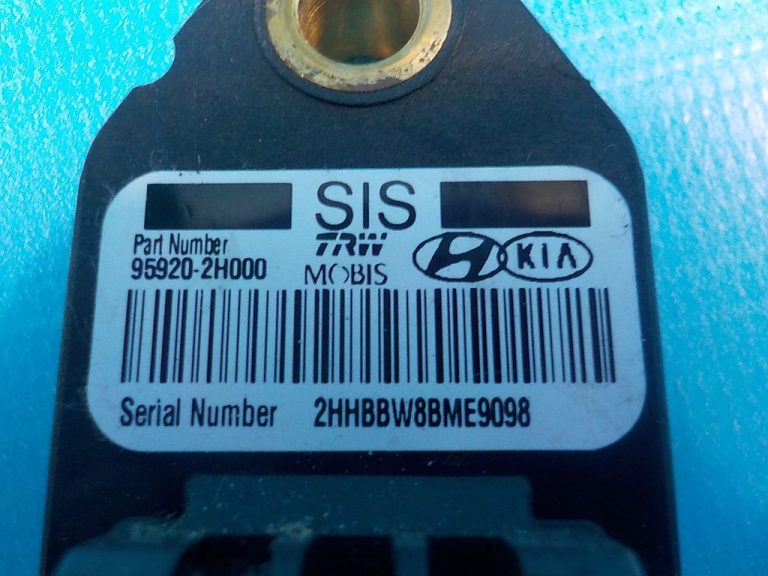 SIS
Part Number
TRW
95920-2H000
MOBIS
KIA
Serial Number 2HHBBW8BME9098